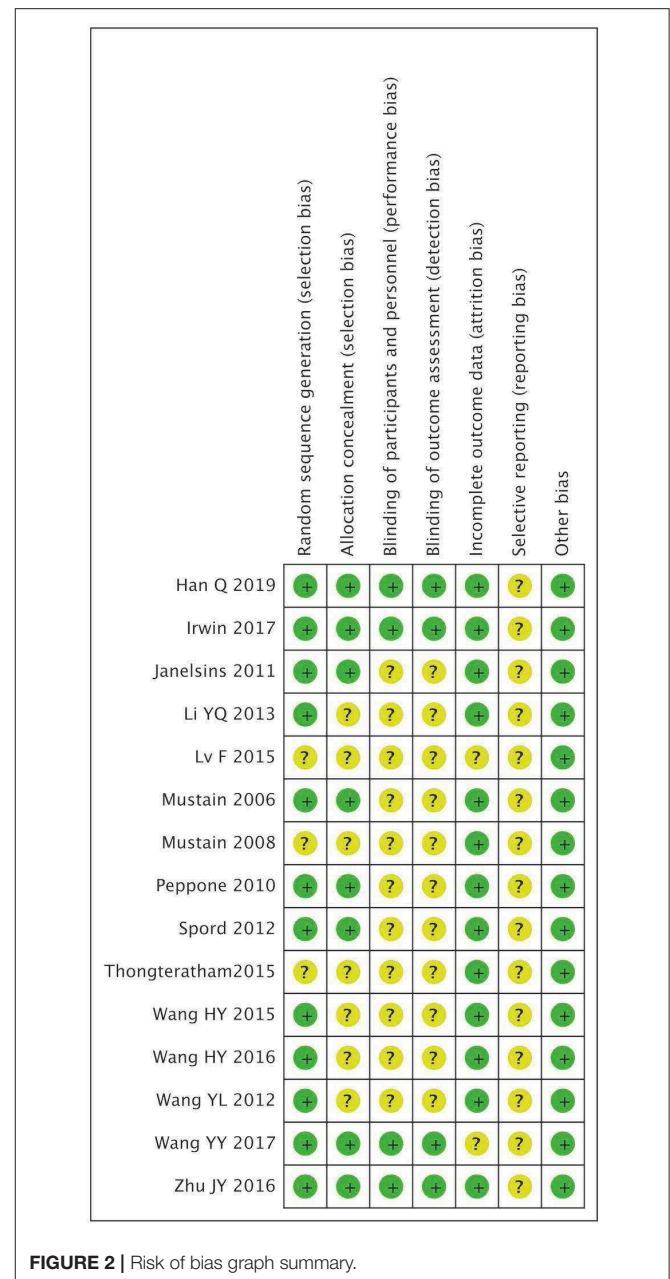 Random sequence generation (selection bias)
Allocation concealment (selection bias)
Blinding of participants and personnel (performance bias)
Blinding of outcome assessment (detection bias)
Incomplete outcome data (attrition bias)
Selective reporting (reporting bias)
Other bias
Han Q 2019 + + + + + ? +
Irwin 2017 + + + + + ? +
Janelsins 2011 + + ? ? + ? +
Li YQ 2013 + ? ? ? + ? +
Lv F 2015 ? ? ? ? ? ? +
Mustain 2006 + + ? ? + ? +
Mustain 2008 ? ? ? ? + ? +
Peppone 2010 + + ? ? + ? +
Spord 2012 + + ? ? + ? +
Thongteratham2015 ? ? ? ? + ? +
Wang HY 2015 + ? ? ? + ? +
Wang HY 2016 + ? ? ? + ? +
Wang YL 2012 + ? ? ? + ? +
Wang YY 2017 + + + + ? ? +
Zhu JY 2016 + + + + + ? +
FIGURE 2 | Risk of bias graph summary.